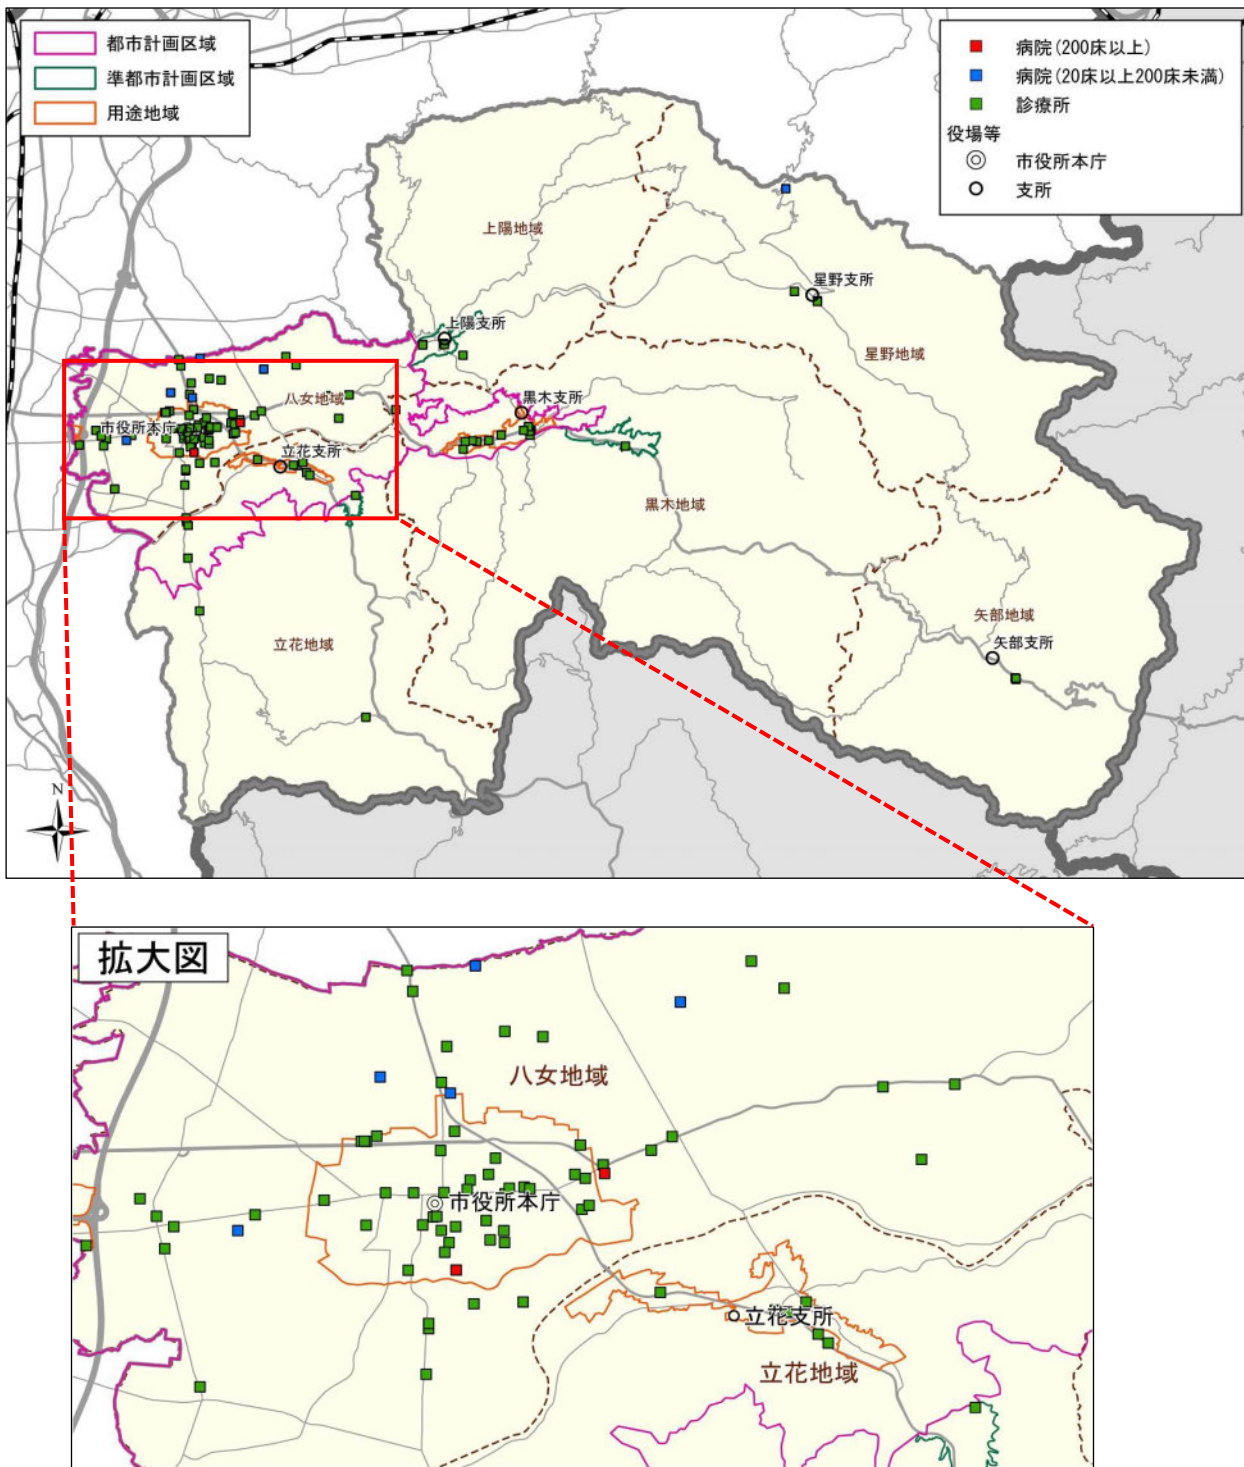 都市計画区域
準都市計画区域
用途地域
病院(200床以上)
病院(20床以上200床未満)
診療所
役場等
市役所本庁
支所
上陽地域
星野支所
上陽支所
星野地域
八女地域
黒木支所
市役所本庁
立花支所
黒木地域
矢部地域
立花地域
矢部支所
N
拡大図
八女地域
市役所本庁
立花支所
立花地域